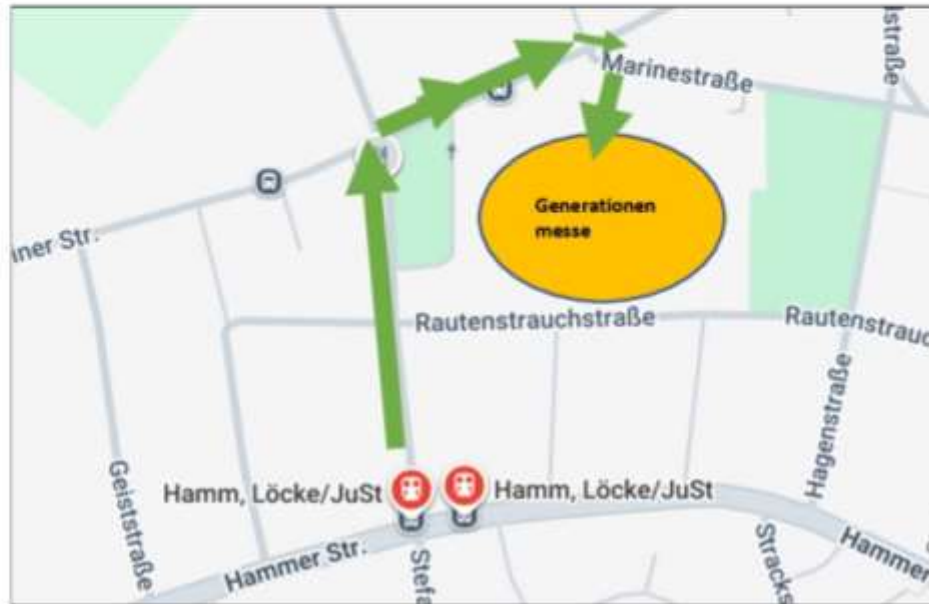 Marinestraße
lstraße
Generationen
messe
iner Str.
Rautenstrauchstraße
Rautenstrauc
Hagenstraße
Geiststraße
Hamm, Löcke/JuSt
Hamm, Löcke/JuSt
Hammer Str.
Stefa
Stracks
Hammer